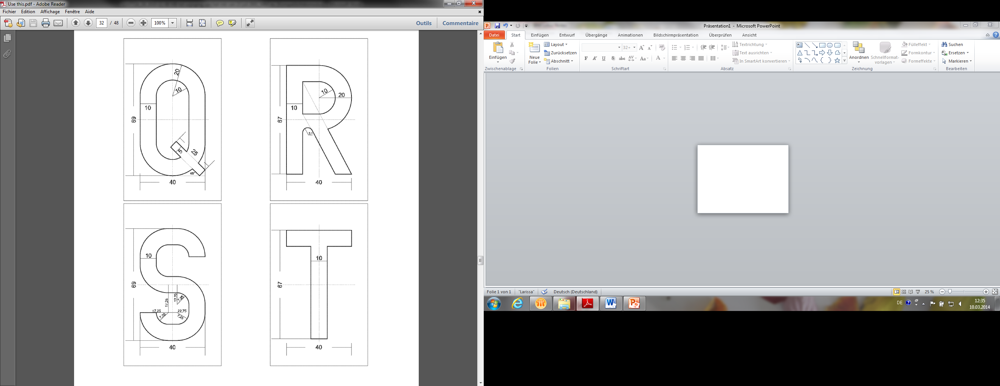 Use this.pdf - Adobe Reader
Fichier Edition Affichage Fenêtre Aide
32 / 48 100% Outils Commentaire
20
10
10
69
5
25
45°
40
10
20
10
67
3,1
40
10
69
17,25
12,25
7,25
17,25
22,75
7,25
7,25
40
10
67
40
Präsentation1 - Microsoft PowerPoint
Datei Start Einfügen Entwurf Übergänge Animationen Bildschirmpräsentation Überprüfen Ansicht
Einfügen
Zwischenablage
Neue
Folie
Layout
Zurücksetzen
Abschnitt
Folien
32+
F K U S abc AV Aa A
Schriftart
Textrichtung
Text ausrichten
In SmartArt konvertieren
Absatz
Anordnen
Schnellformat-
vorlagen
Fülleffekt
Formkontur
Formeffekte
Zeichnung
Suchen
Ersetzen
Markieren
Bearbeiten
Folie 1 von 1 "Larissa" Deutsch (Deutschland) 25 %
DE 12:35
10.03.2014